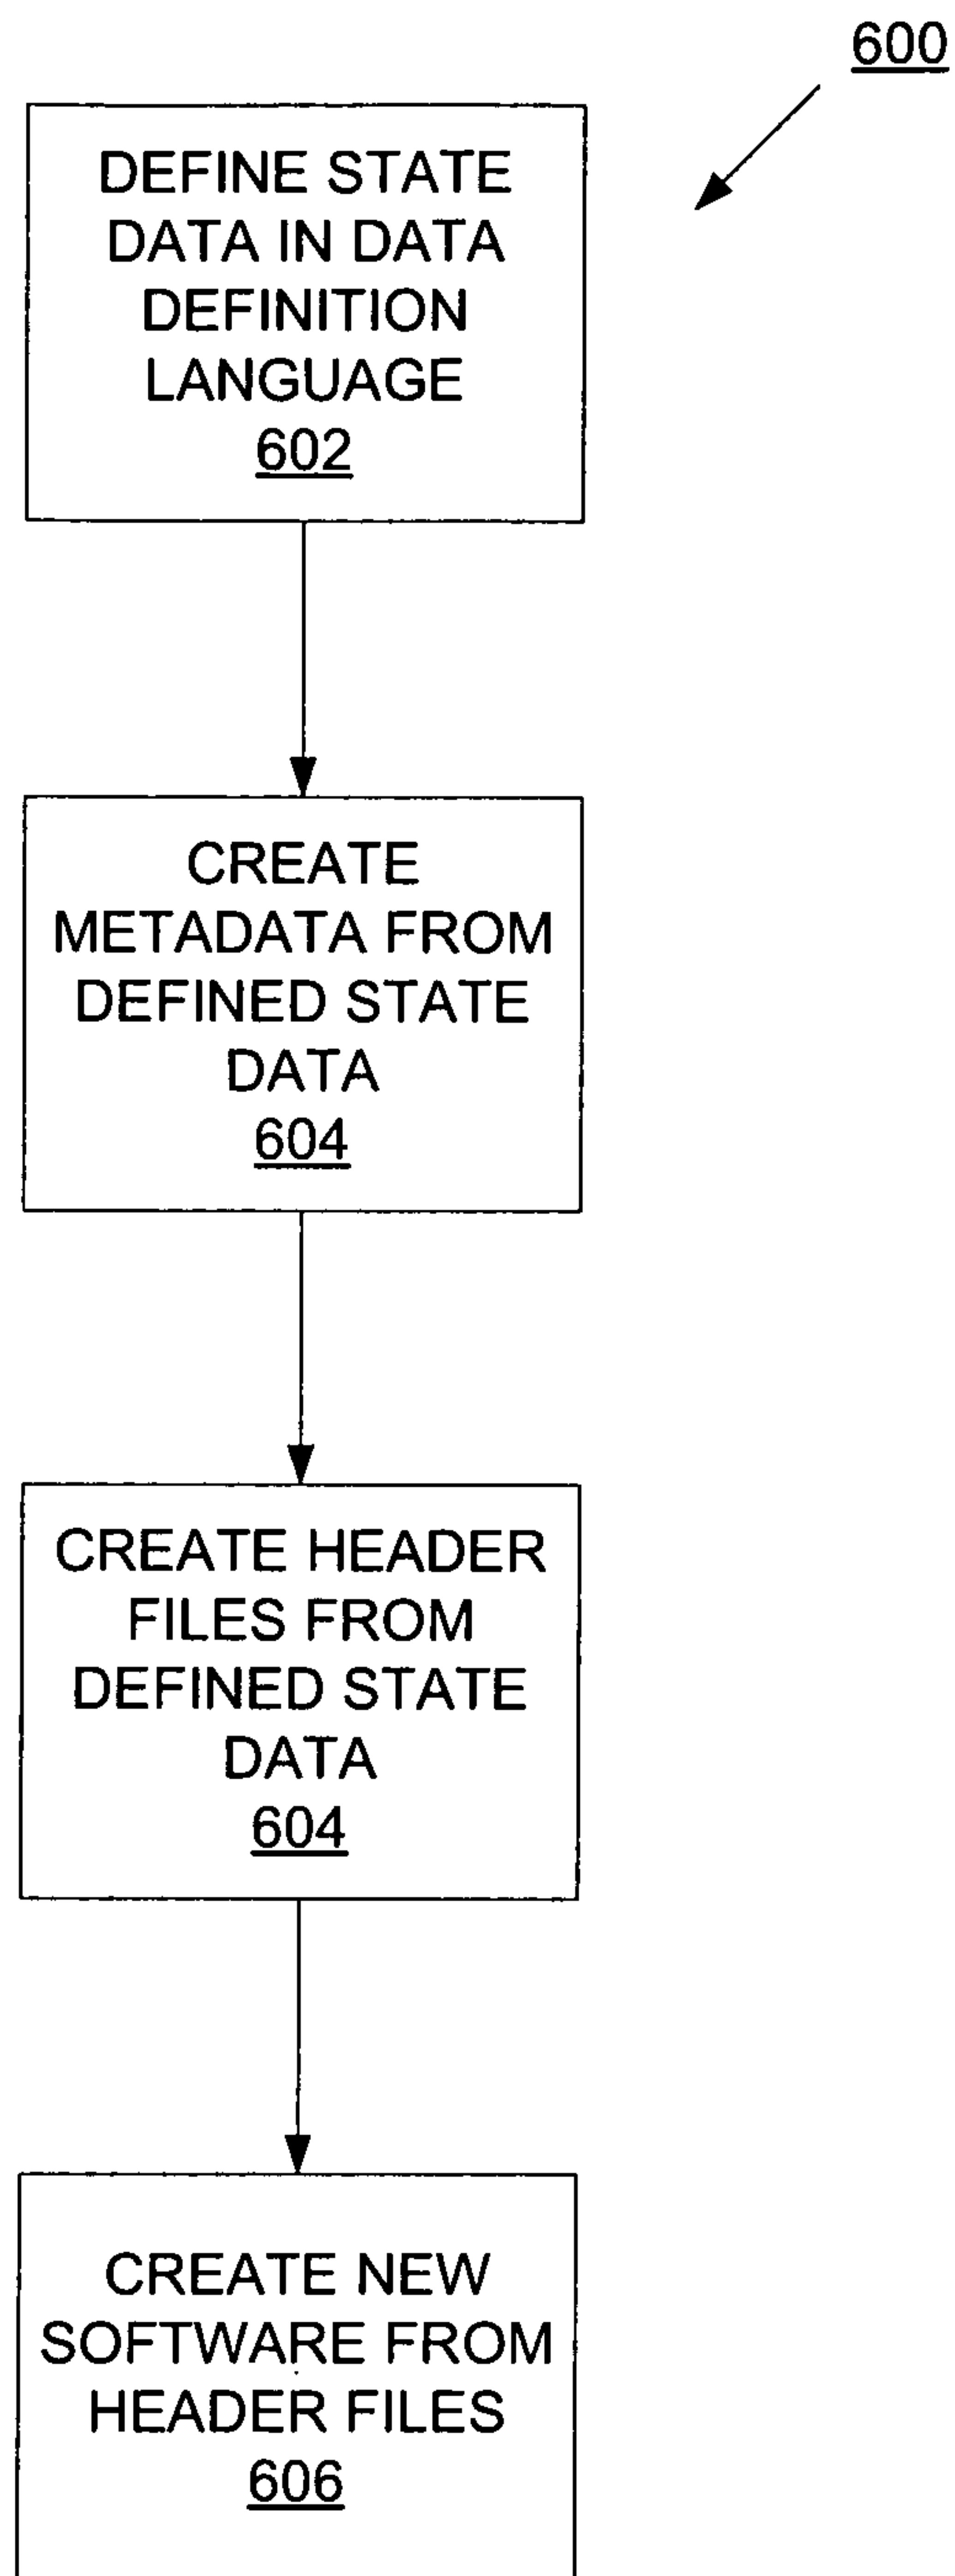 600
DEFINE STATE
DATA IN DATA
DEFINITION
LANGUAGE
602
CREATE
METADATA FROM
DEFINED STATE
DATA
604
CREATE HEADER
FILES FROM
DEFINED STATE
DATA
604
CREATE NEW
SOFTWARE FROM
HEADER FILES
606